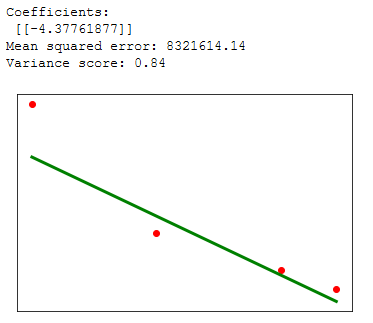 Coefficients:
[[-4.37761877]]
Mean squared error: 8321614.14
Variance score: 0.84